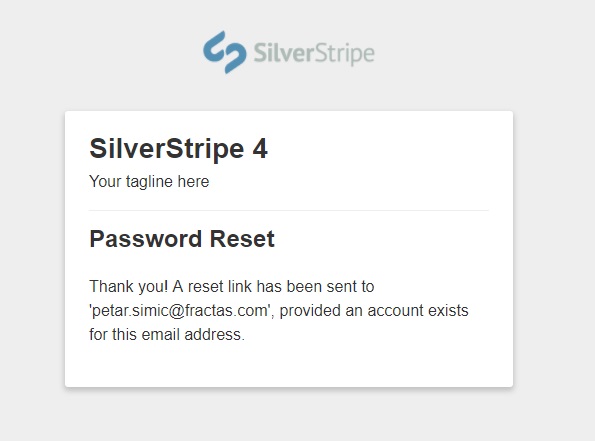 SilverStripe
SilverStripe 4
Your tagline here
Password Reset
Thank you! A reset link has been sent to
'petar.simic@fractas.com', provided an account exists
for this email address.